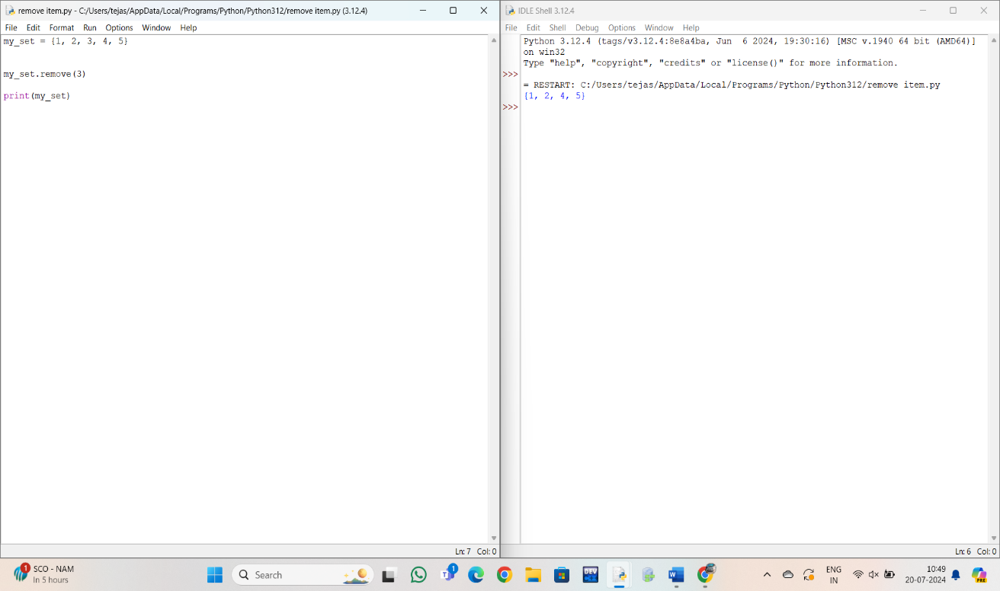 remove item.py - C:/Users/tejas/AppData/Local/Programs/Python/Python312/remove item.py (3.12.4)
File Edit Format Run Options Window Help
my_set = {1, 2, 3, 4, 5}
my_set.remove(3)
print(my_set)
Ln: 7 Col: 0
IDLE Shell 3.12.4
File Edit Shell Debug Options Window Help
Python 3.12.4 (tags/v3.12.4:8e8a4ba, Jun  6 2024, 19:30:16) [MSC v.1940 64 bit (AMD64)]
on win32
Type "help", "copyright", "credits" or "license()" for more information.
>>>
= RESTART: C:/Users/tejas/AppData/Local/Programs/Python/Python312/remove item.py
{1, 2, 4, 5}
>>>
Ln: 6 Col: 0
1
SCO - NAM
In 5 hours
Search
1
DEV
ENG
IN
10:49
20-07-2024
PRE